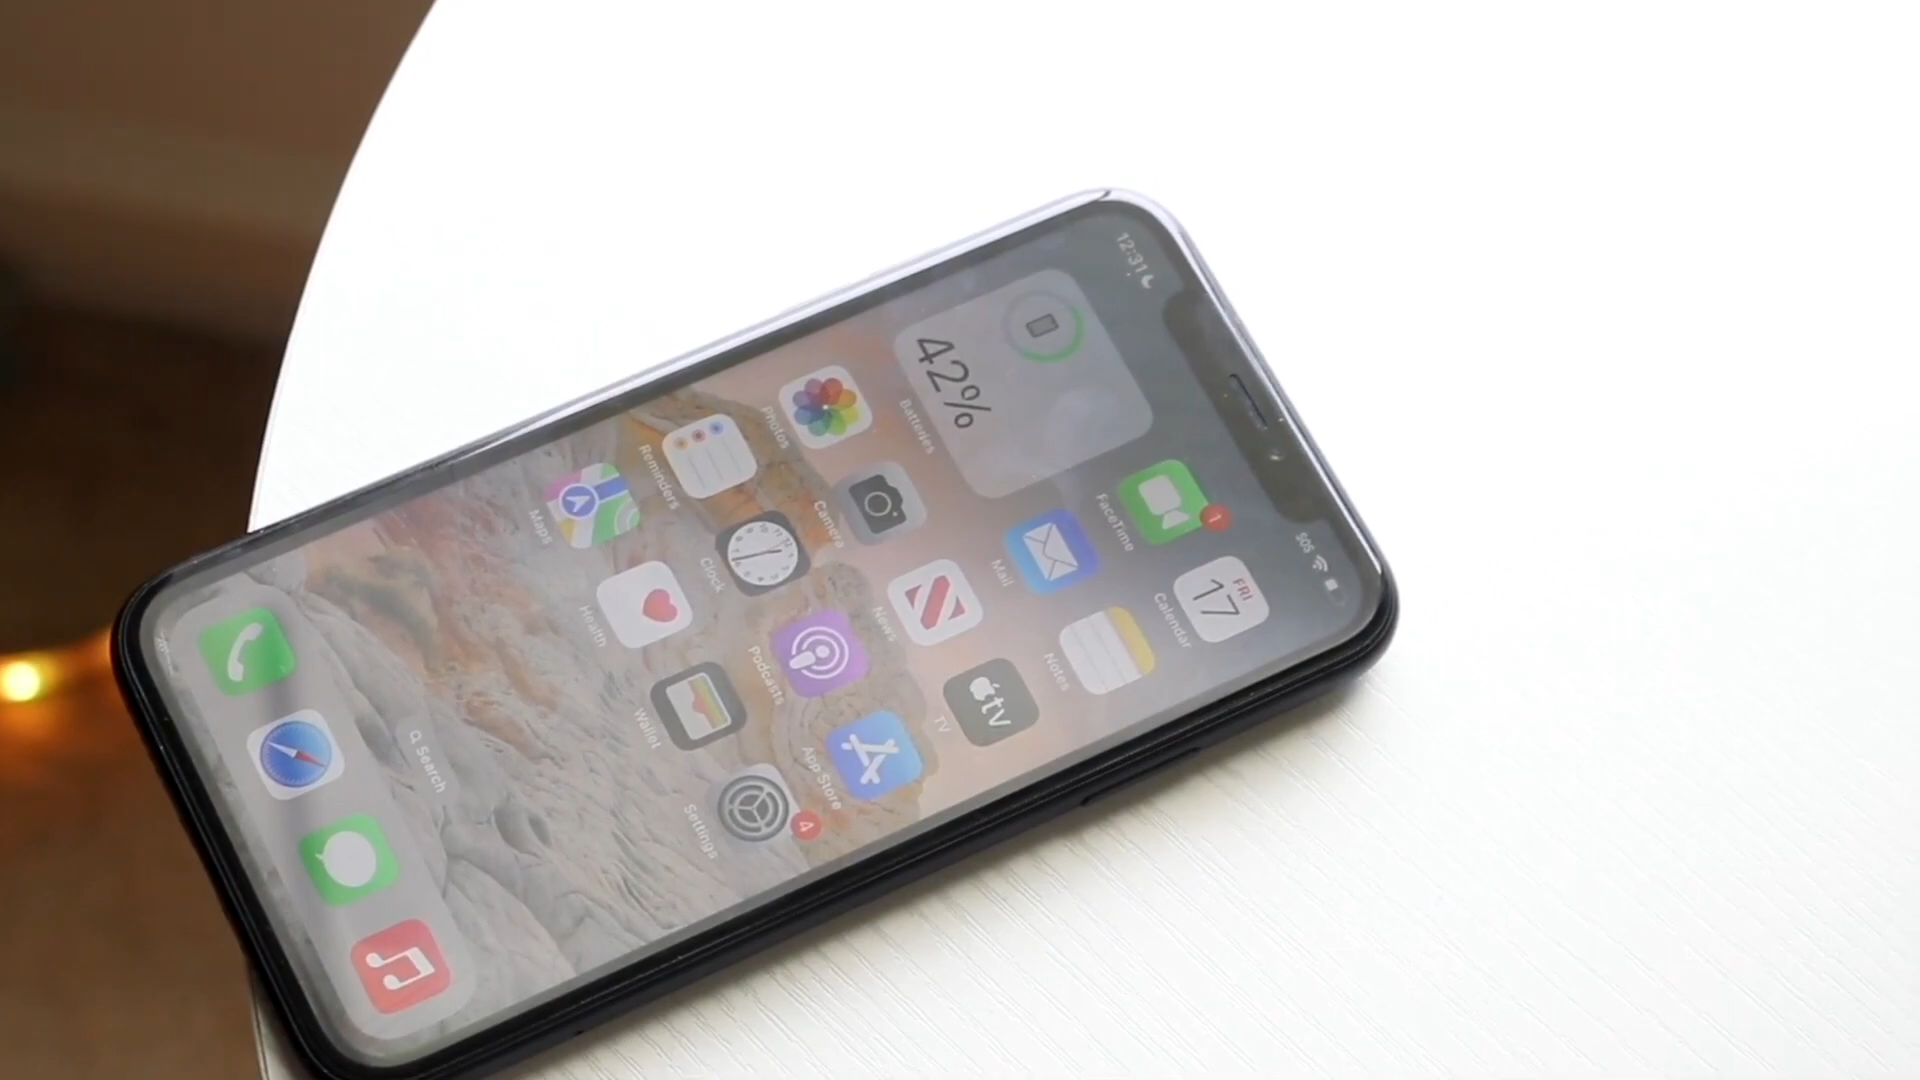 12:31
SOS
42%
Batteries
FaceTime
1
FRI
17
Calendar
Photos
Camera
Mail
Notes
Reminders
Clock
News
tv
TV
Maps
Health
Podcasts
App Store
Wallet
4
Settings
Search